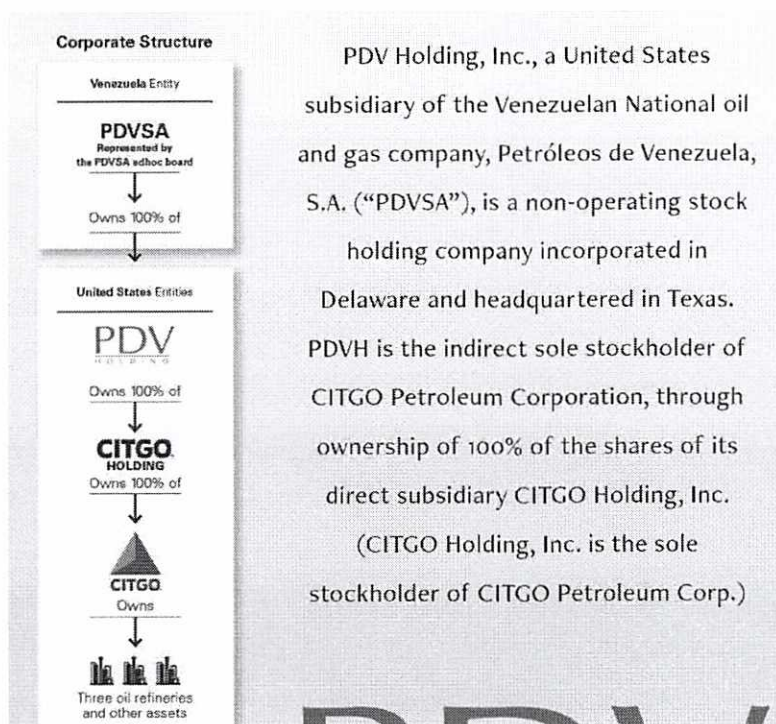 Corporate Structure
Venezuela Entity
PDVSA
Represented by
the PDVSA adhoc board
Owns 100% of
United States Entities
PDV
HOLDING
Owns 100% of
CITGO
HOLDING
Owns 100% of
CITGO
Owns
Three oil refineries
and other assets
PDV Holding, Inc., a United States
subsidiary of the Venezuelan National oil
and gas company, Petróleos de Venezuela,
S.A. (“PDVSA”), is a non-operating stock
holding company incorporated in
Delaware and headquartered in Texas.
PDVH is the indirect sole stockholder of
CITGO Petroleum Corporation, through
ownership of 100% of the shares of its
direct subsidiary CITGO Holding, Inc.
(CITGO Holding, Inc. is the sole
stockholder of CITGO Petroleum Corp.)
PDV